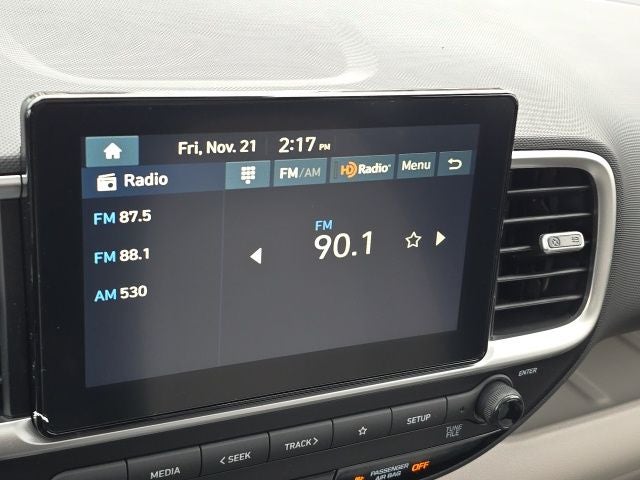 Fri, Nov. 21 2:17 PM
Radio FM/AM HD Radio Menu
FM 87.5
FM 88.1
AM 530
FM
90.1
ENTER
MEDIA < SEEK TRACK > SETUP
TUNE
FILE
PASSENGER
AIR BAG OFF